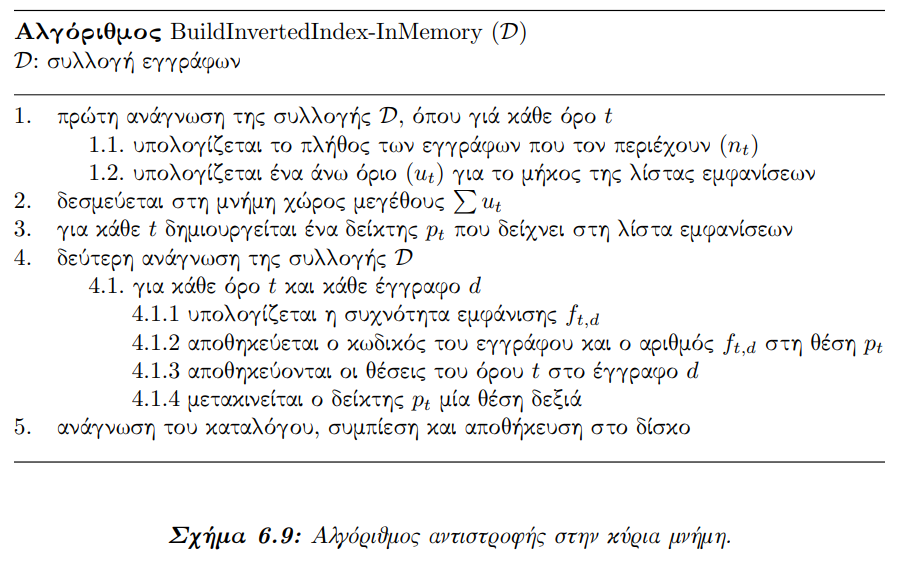 Αλγόριθμος BuildInvertedIndex-InMemory (𝒟)
𝒟: συλλογή εγγράφων
1. πρώτη ανάγνωση της συλλογής 𝒟, όπου γιά κάθε όρο t
1.1. υπολογίζεται το πλήθος των εγγράφων που τον περιέχουν (n_t)
1.2. υπολογίζεται ένα άνω όριο (u_t) για το μήκος της λίστας εμφανίσεων
2. δεσμεύεται στη μνήμη χώρος μεγέθους ∑ u_t
3. για κάθε t δημιουργείται ένα δείκτης p_t που δείχνει στη λίστα εμφανίσεων
4. δεύτερη ανάγνωση της συλλογής 𝒟
4.1. για κάθε όρο t και κάθε έγγραφο d
4.1.1 υπολογίζεται η συχνότητα εμφάνισης f_{t,d}
4.1.2 αποθηκεύεται ο κωδικός του εγγράφου και ο αριθμός f_{t,d} στη θέση p_t
4.1.3 αποθηκεύονται οι θέσεις του όρου t στο έγγραφο d
4.1.4 μετακινείται ο δείκτης p_t μία θέση δεξιά
5. ανάγνωση του καταλόγου, συμπίεση και αποθήκευση στο δίσκο
Σχήμα 6.9: Αλγόριθμος αντιστροφής στην κύρια μνήμη.